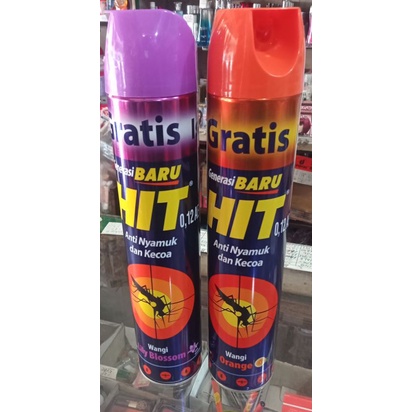 Gratis
Generasi BARU
HIT
0,12
Anti Nyamuk
dan Kecoa
Wangi
Blossom
Gratis
Generasi BARU
HIT
0,12
Anti Nyamuk
dan Kecoa
Wangi
Orange